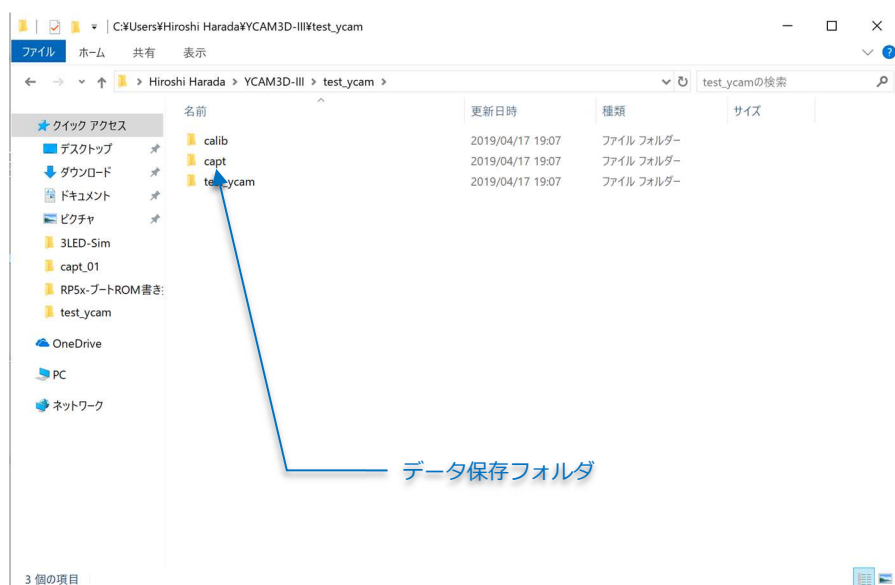 C:¥Users¥Hiroshi Harada¥YCAM3D-III¥test_ycam
ファイル ホーム 共有 表示
Hiroshi Harada > YCAM3D-III > test_ycam >
test_ycamの検索
名前 更新日時 種類 サイズ
クイック アクセス
デスクトップ
ダウンロード
ドキュメント
ピクチャ
3LED-Sim
capt_01
RP5x-ブートROM書き
test_ycam
OneDrive
PC
ネットワーク
calib 2019/04/17 19:07 ファイル フォルダー
capt 2019/04/17 19:07 ファイル フォルダー
test_ycam 2019/04/17 19:07 ファイル フォルダー
データ保存フォルダ
3 個の項目